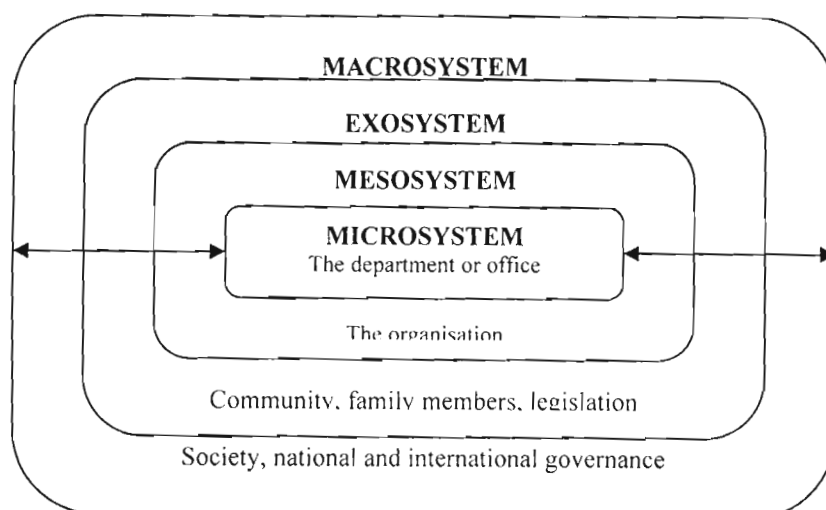 MACROSYSTEM
EXOSYSTEM
MESOSYSTEM
MICROSYSTEM
The department or office
The organisation
Community, family members, legislation
Society, national and international governance